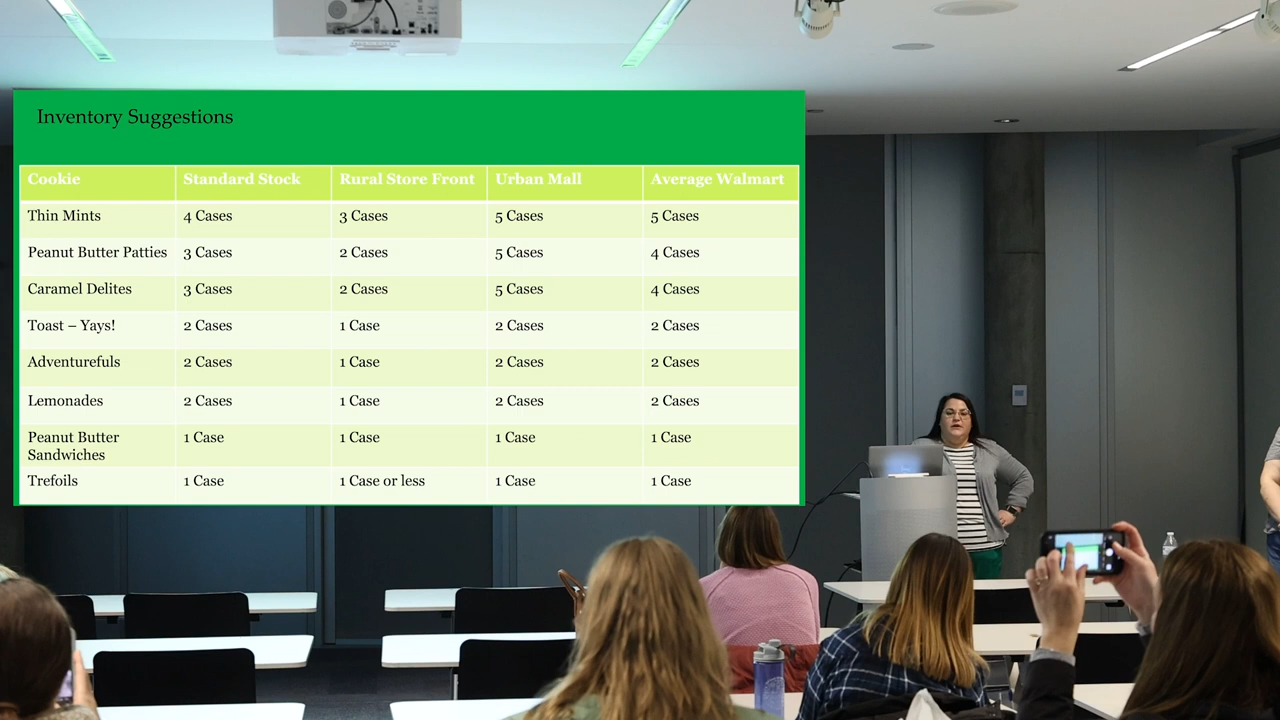 Inventory Suggestions
Cookie Standard Stock Rural Store Front Urban Mall Average Walmart
Thin Mints 4 Cases 3 Cases 5 Cases 5 Cases
Peanut Butter Patties 3 Cases 2 Cases 5 Cases 4 Cases
Caramel Delites 3 Cases 2 Cases 5 Cases 4 Cases
Toast – Yays! 2 Cases 1 Case 2 Cases 2 Cases
Adventurefuls 2 Cases 1 Case 2 Cases 2 Cases
Lemonades 2 Cases 1 Case 2 Cases 2 Cases
Peanut Butter 1 Case 1 Case 1 Case 1 Case
Sandwiches
Trefoils 1 Case 1 Case or less 1 Case 1 Case